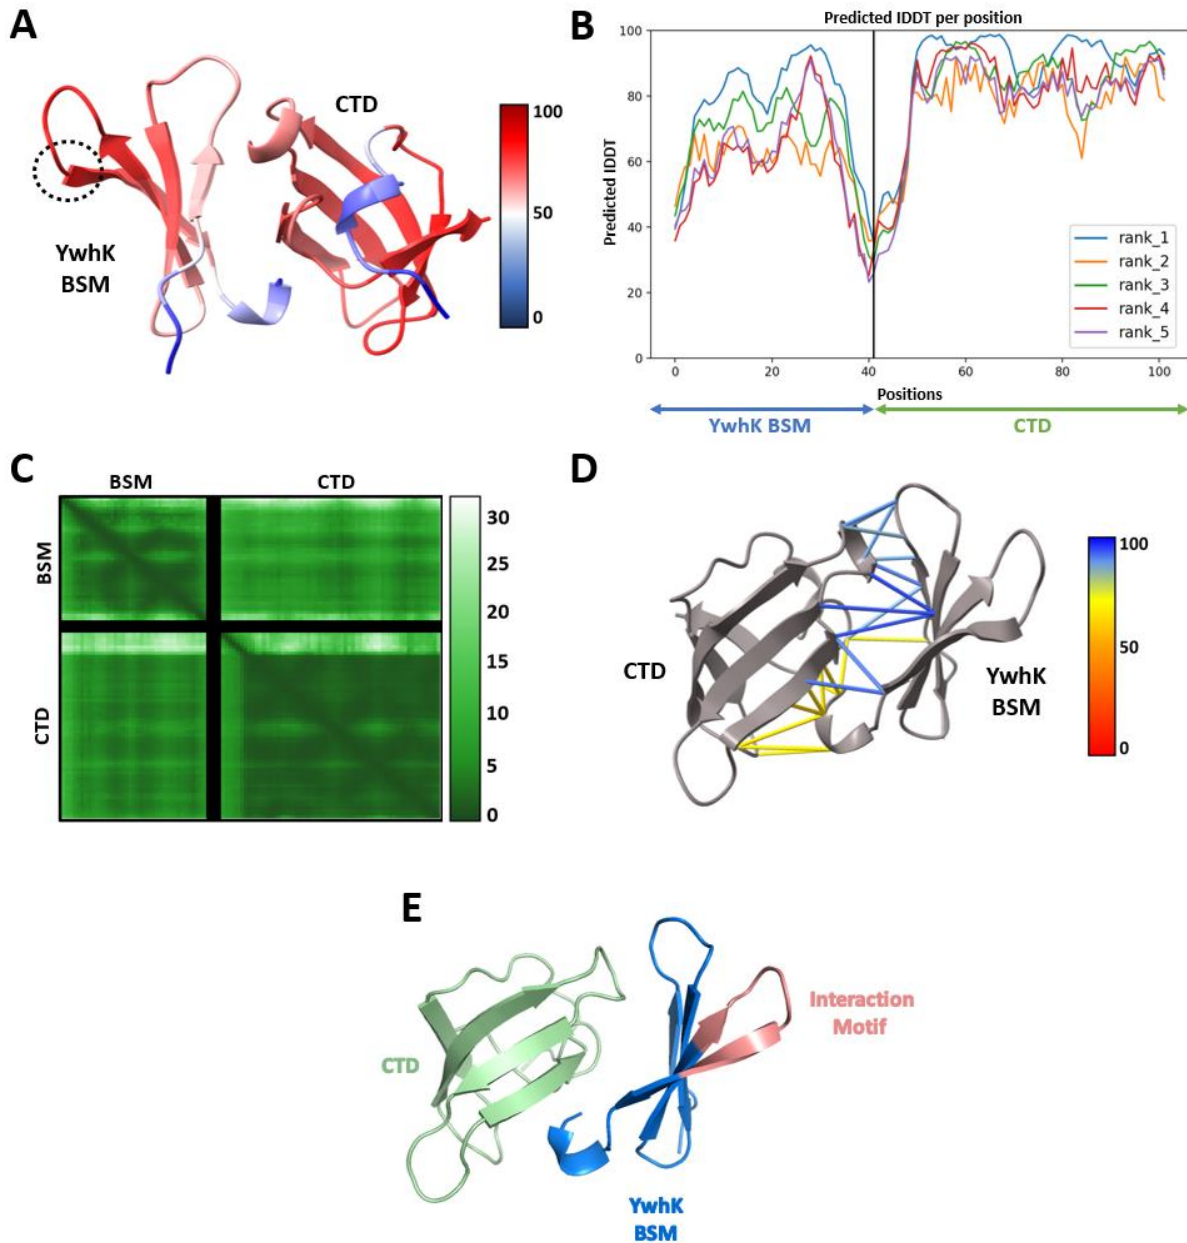 A
CTD
YwhK
BSM
100
50
0
B
Predicted lDDT per position
Predicted lDDT
100
80
60
40
20
0
0
20
40
60
80
100
Positions
rank_1
rank_2
rank_3
rank_4
rank_5
YwhK BSM
CTD
C
BSM
CTD
BSM
CTD
30
25
20
15
10
5
0
D
CTD
YwhK
BSM
100
50
0
E
CTD
Interaction
Motif
YwhK
BSM